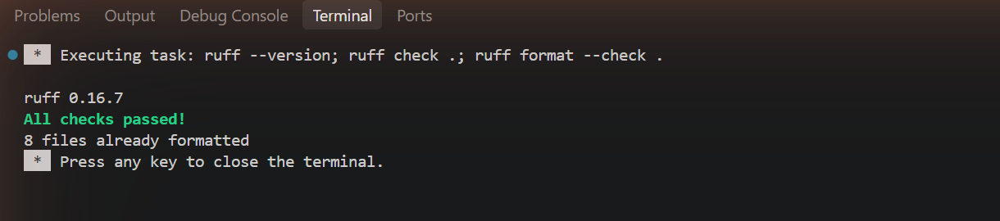 Problems Output Debug Console Terminal Ports
* Executing task: ruff --version; ruff check .; ruff format --check .
ruff 0.16.7
All checks passed!
8 files already formatted
* Press any key to close the terminal.